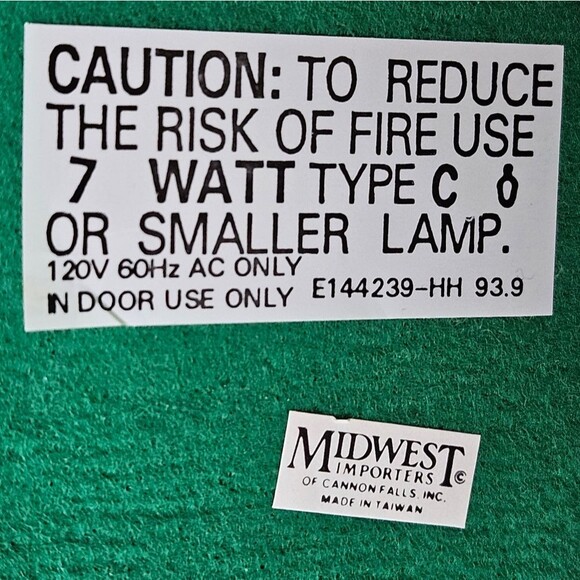 CAUTION: TO REDUCE
THE RISK OF FIRE USE
7 WATT TYPE C
OR SMALLER LAMP.
120V 60Hz AC ONLY
IN DOOR USE ONLY E144239-HH 93.9
MIDWEST©
IMPORTERS
OF CANNON FALLS, INC.
MADE IN TAIWAN